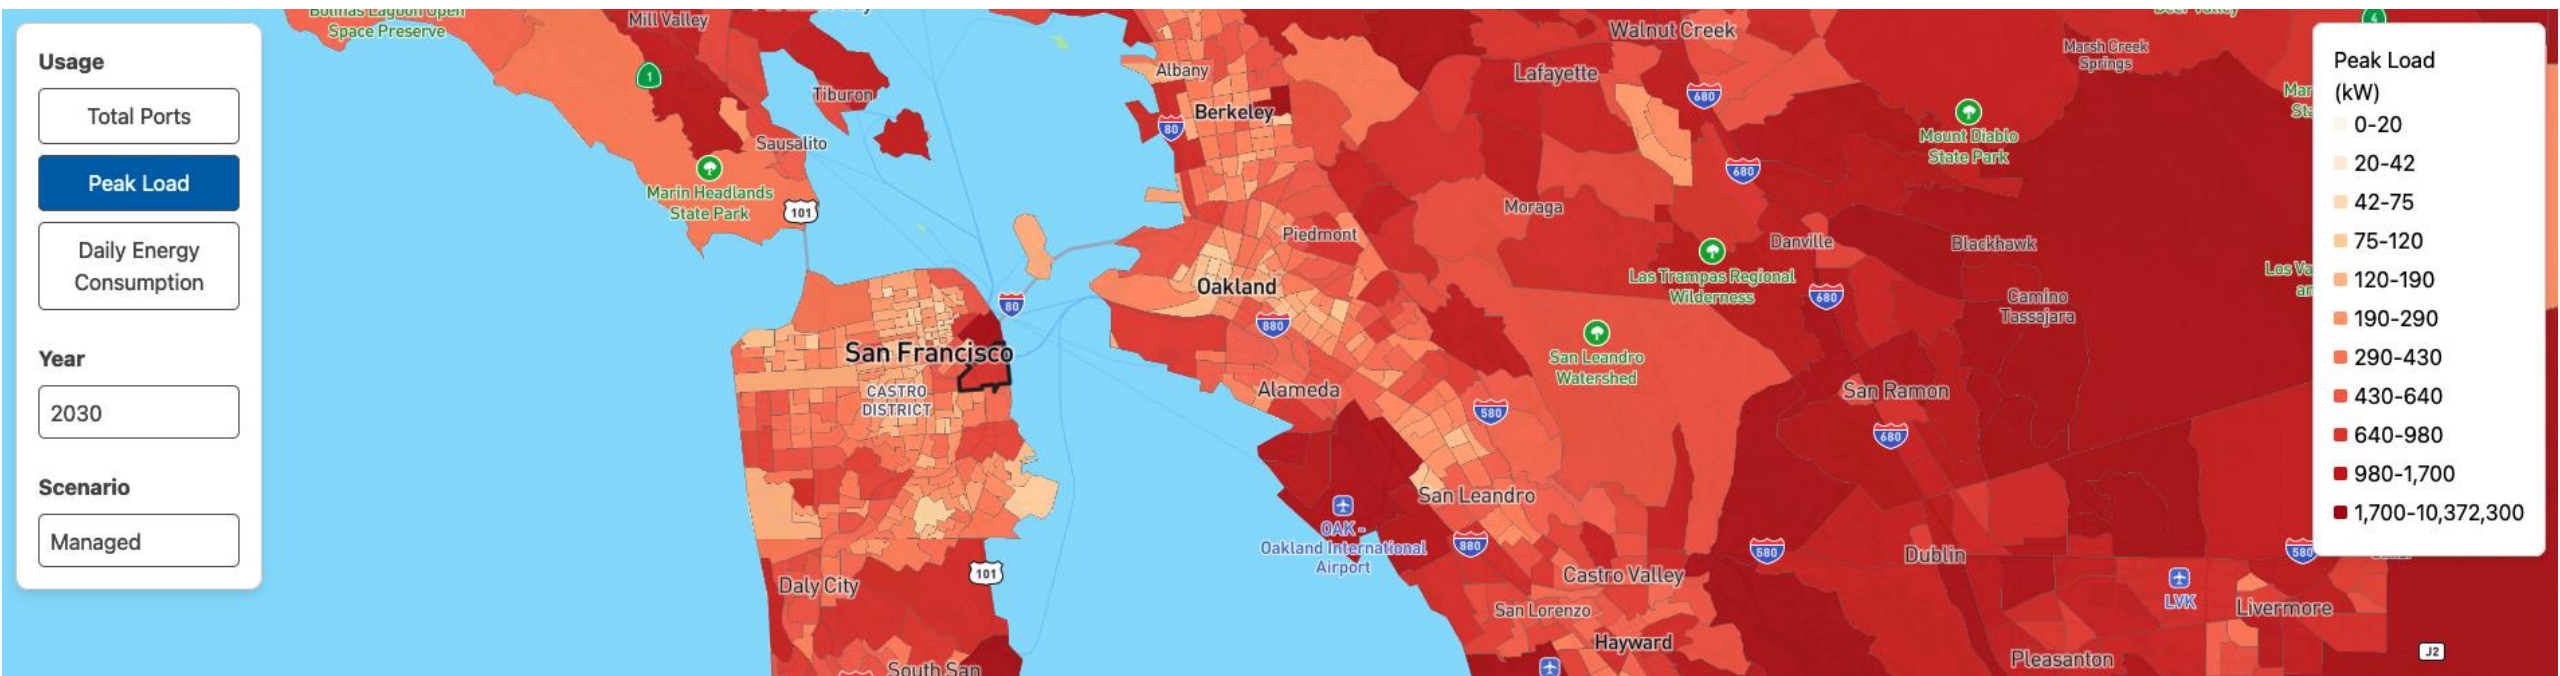 Usage
Total Ports
Peak Load
Daily Energy
Consumption
Year
2030
Scenario
Managed
Bolinas Lagoon Open
Space Preserve
Mill Valley
1
Tiburon
Sausalito
Marin Headlands
State Park
101
80
San Francisco
CASTRO
DISTRICT
Daly City
101
South San
Albany
Berkeley
80
Piedmont
Oakland
880
Alameda
OAK -
Oakland International
Airport
San Leandro
880
580
San Lorenzo
Hayward
Castro Valley
San Leandro
Watershed
Walnut Creek
Lafayette
680
Moraga
680
Las Trampas Regional
Wilderness
Danville
680
Blackhawk
Camino
Tassajara
Mount Diablo
State Park
Marsh Creek
Springs
4
San Ramon
680
580
Dublin
Pleasanton
LVK
Livermore
580
J2
Los Va
Peak Load
(kW)
0-20
20-42
42-75
75-120
120-190
190-290
290-430
430-640
640-980
980-1,700
1,700-10,372,300